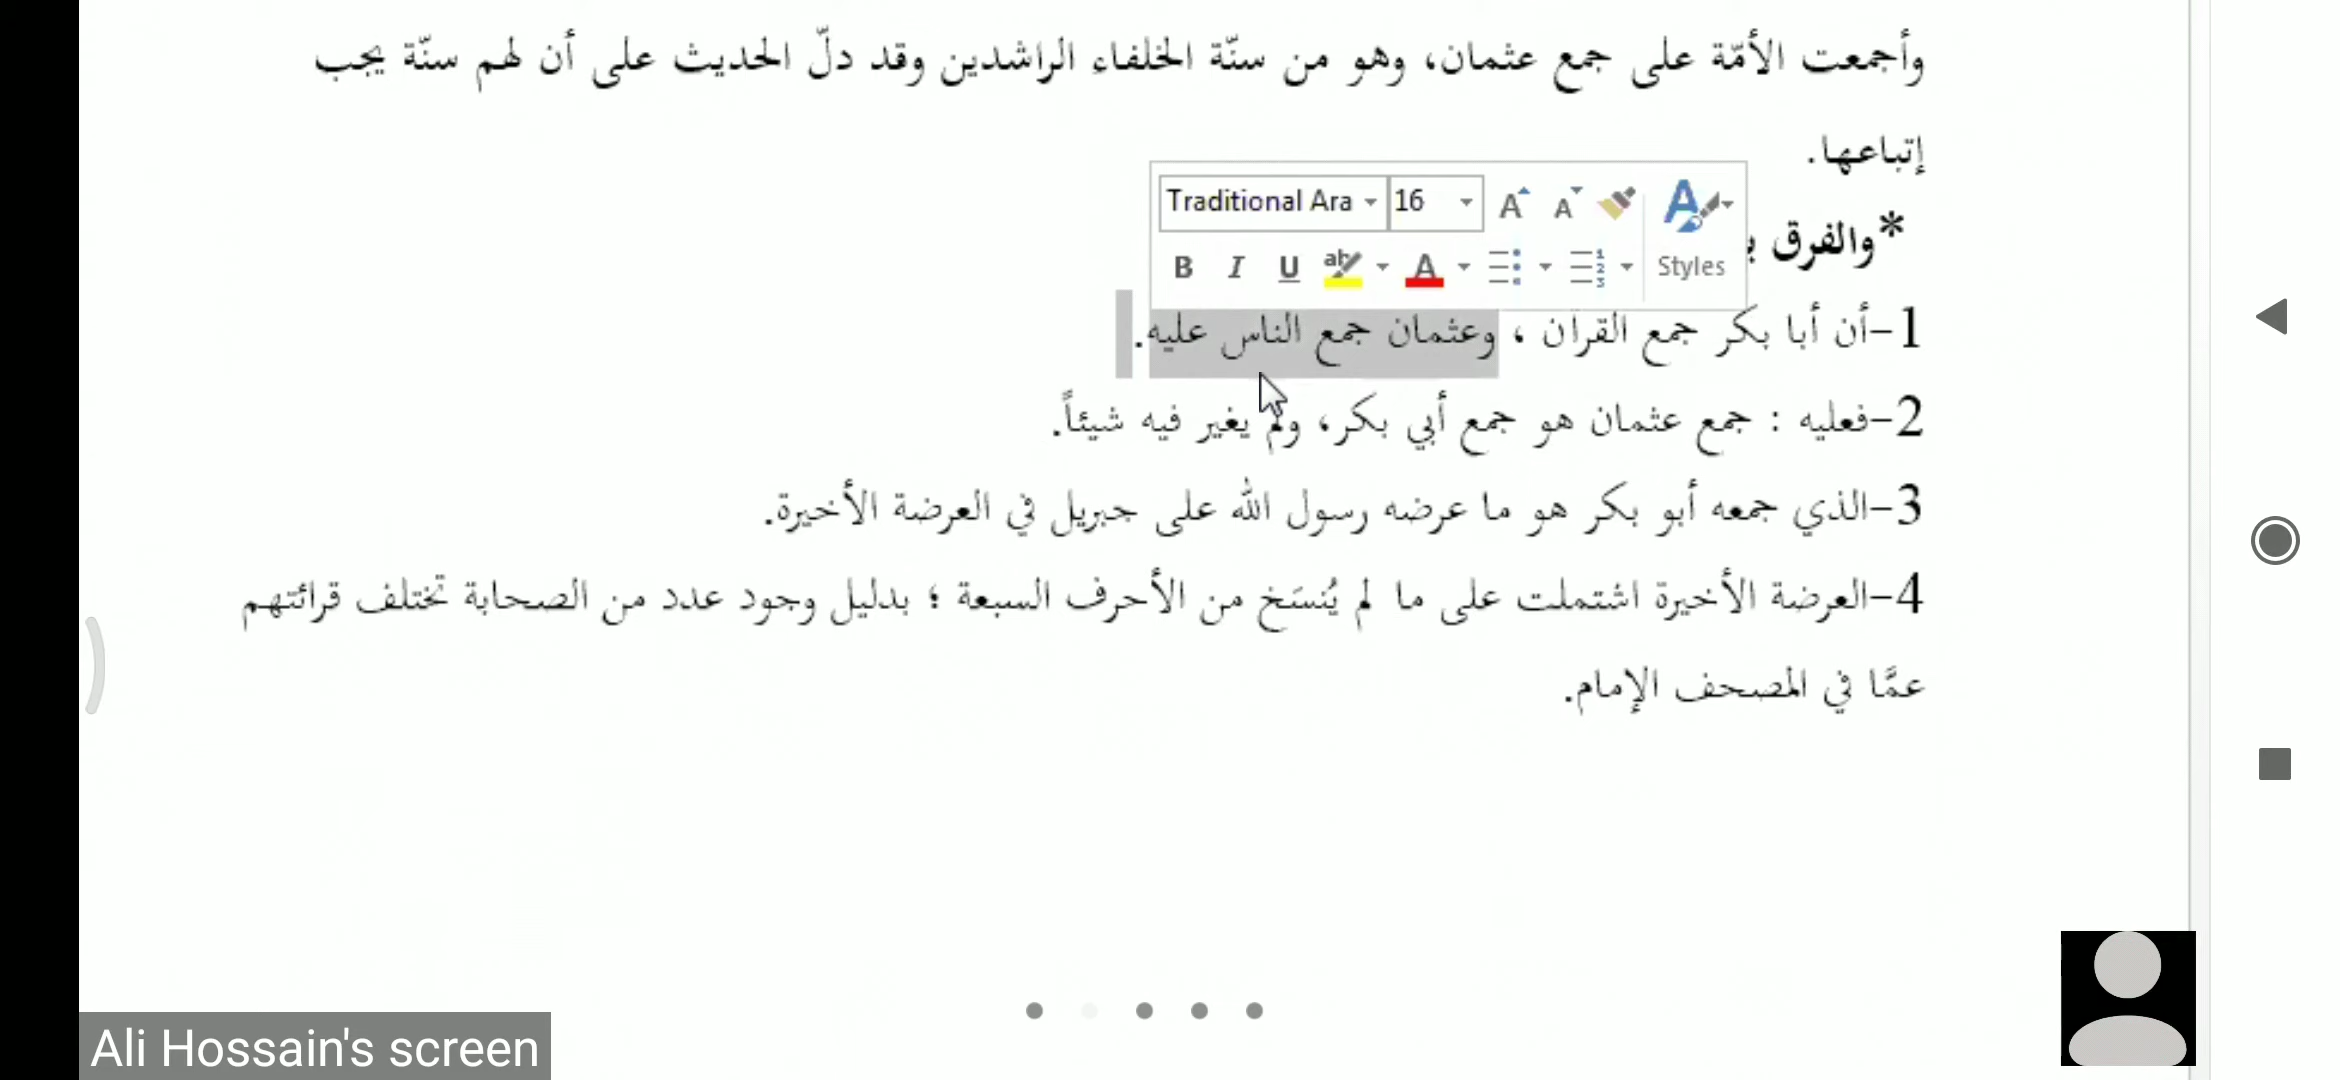 وأجمعت الأمّة على جمع عثمان، وهو من سنّة الخلفاء الراشدين وقد دلّ الحديث على أن لهم سنّة يجب
إتباعها.
Traditional Ara 16
*والفرق
B I U Styles
1-أن أبا بكر جمع القرآن ، وعثمان جمع الناس عليه.
2-فعليه : جمع عثمان هو جمع أبي بكر، ولم يغير فيه شيئاً.
3-الذي جمعه أبو بكر هو ما عرضه رسول الله على جبريل في العرضة الأخيرة.
4-العرضة الأخيرة اشتملت على ما لم يُنسَخ من الأحرف السبعة ؛ بدليل وجود عدد من الصحابة تختلف قرائتهم
عمَّا في المصحف الإمام.
Ali Hossain's screen